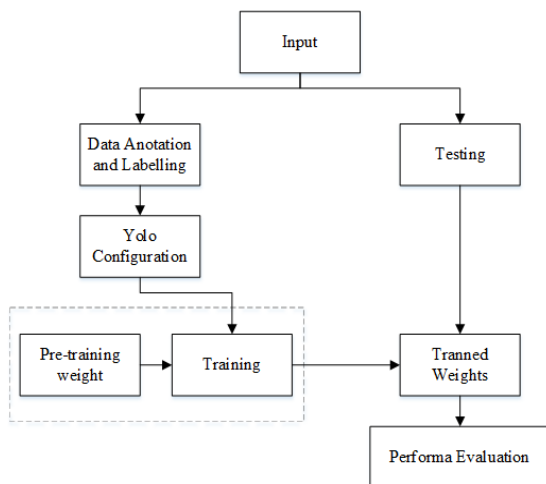 Input
Data Anotation
and Labelling
Testing
Yolo
Configuration
Pre-training
weight
Training
Tranned
Weights
Performa Evaluation